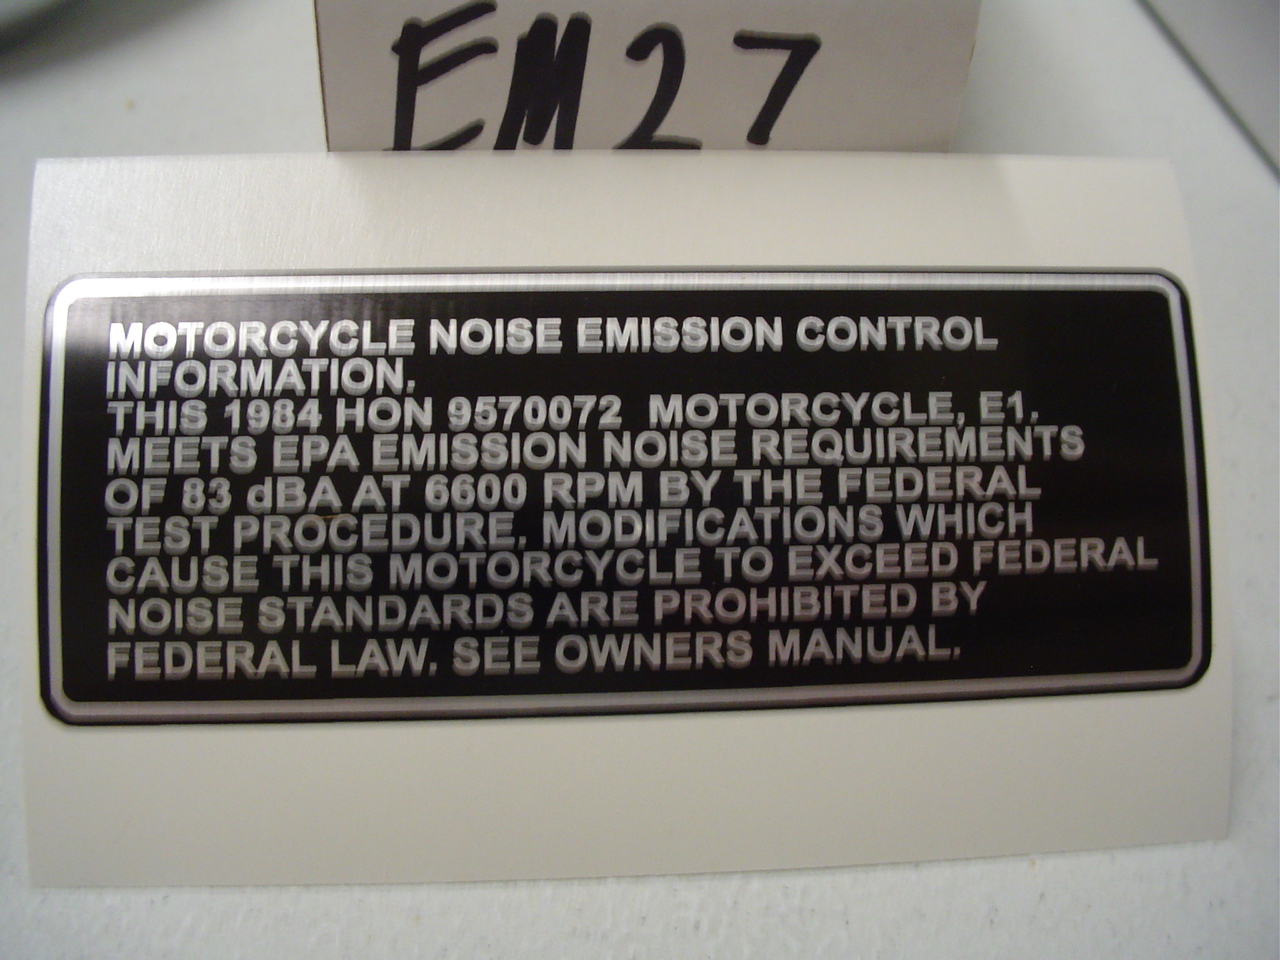 EM27
MOTORCYCLE NOISE EMISSION CONTROL
INFORMATION.
THIS 1984 HON 9570072 MOTORCYCLE, E1.
MEETS EPA EMISSION NOISE REQUIREMENTS
OF 83 dBA AT 6600 RPM BY THE FEDERAL
TEST PROCEDURE. MODIFICATIONS WHICH
CAUSE THIS MOTORCYCLE TO EXCEED FEDERAL
NOISE STANDARDS ARE PROHIBITED BY
FEDERAL LAW. SEE OWNERS MANUAL.